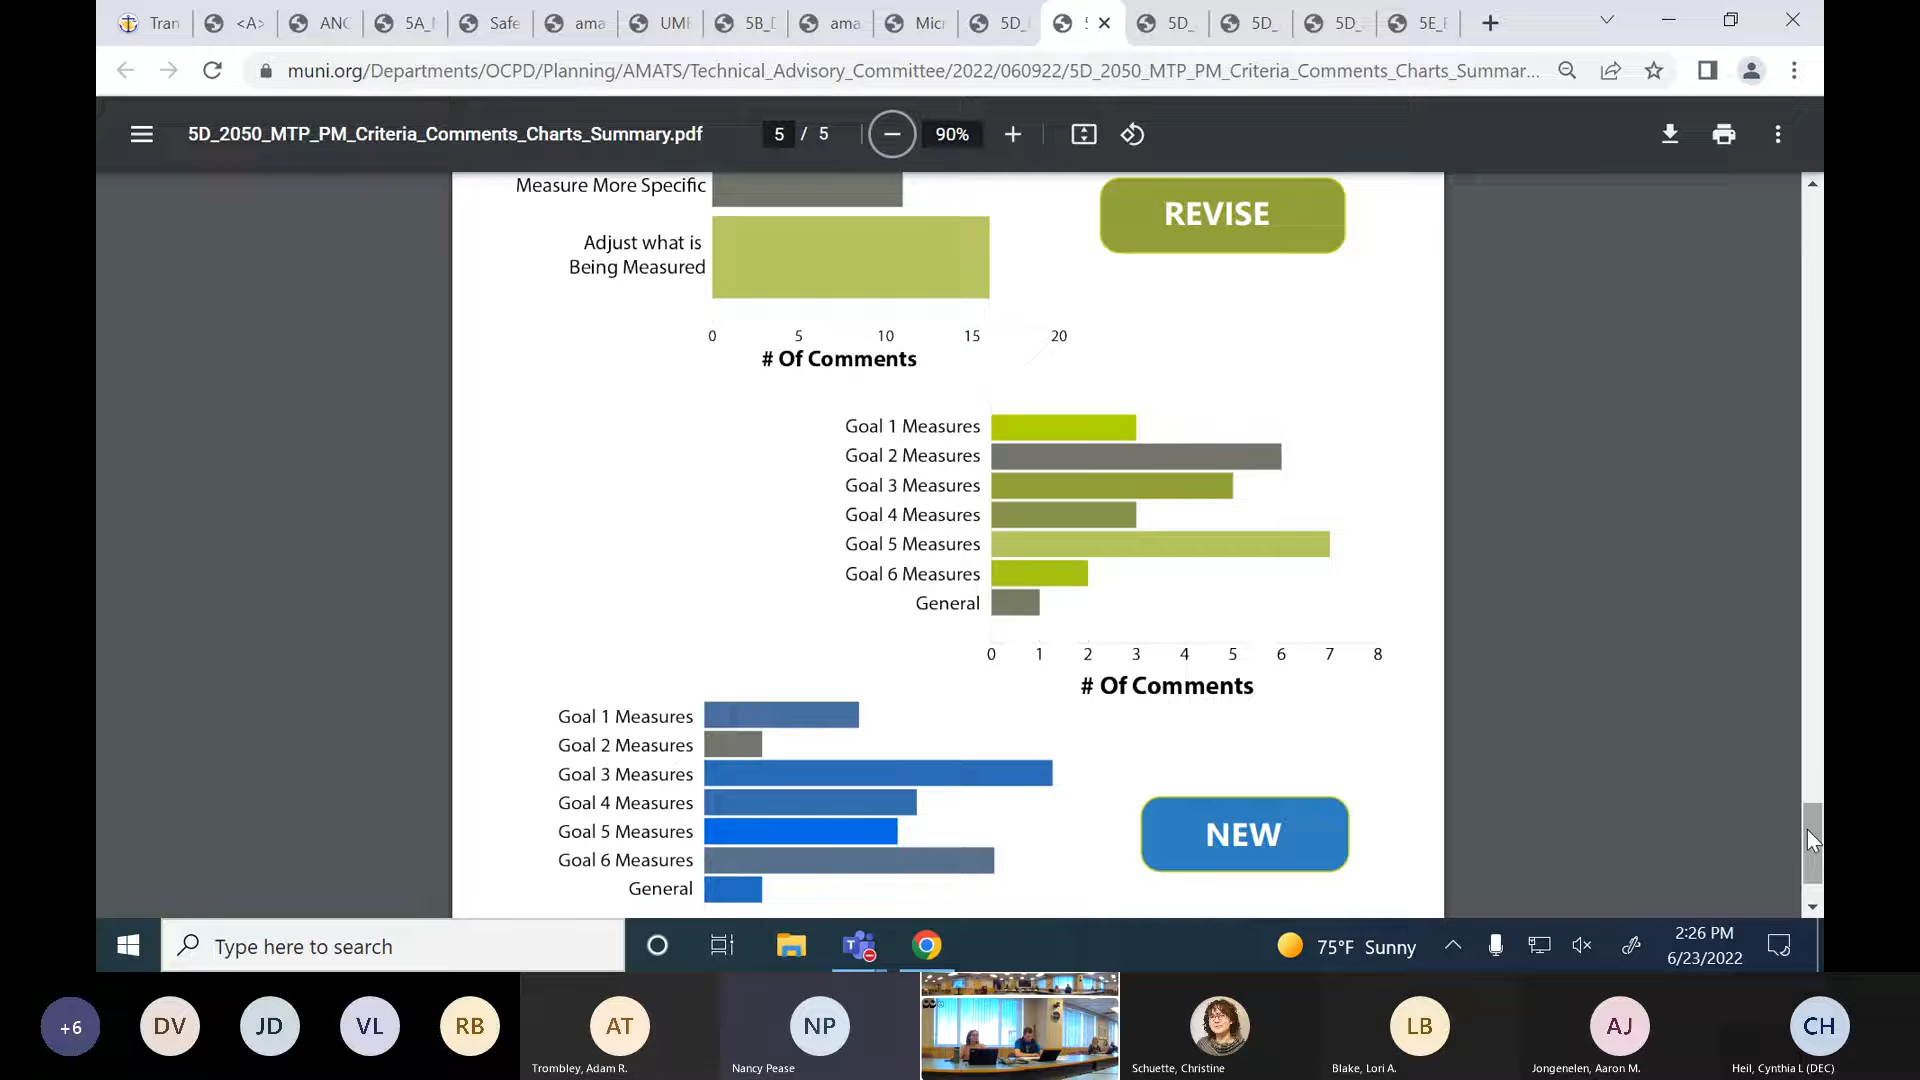 Tran
<A>
ANC
5A_
Safe
ama
UMI
5B_D
ama
Mic
5D_
5D_
5D_
5D_
5E_F
muni.org/Departments/OCPD/Planning/AMATS/Technical_Advisory_Committee/2022/060922/5D_2050_MTP_PM_Criteria_Comments_Charts_Summar...
5D_2050_MTP_PM_Criteria_Comments_Charts_Summary.pdf
5 / 5
90%
Measure More Specific
REVISE
Adjust what is
Being Measured
0 5 10 15 20
# Of Comments
Goal 1 Measures
Goal 2 Measures
Goal 3 Measures
Goal 4 Measures
Goal 5 Measures
Goal 6 Measures
General
0 1 2 3 4 5 6 7 8
# Of Comments
Goal 1 Measures
Goal 2 Measures
Goal 3 Measures
Goal 4 Measures
Goal 5 Measures
Goal 6 Measures
General
NEW
Type here to search
75°F Sunny
2:26 PM
6/23/2022
+6
DV
JD
VL
RB
AT
NP
LB
AJ
CH
Trombley, Adam R.
Nancy Pease
Schuette, Christine
Blake, Lori A.
Jongenelen, Aaron M.
Heil, Cynthia L (DEC)